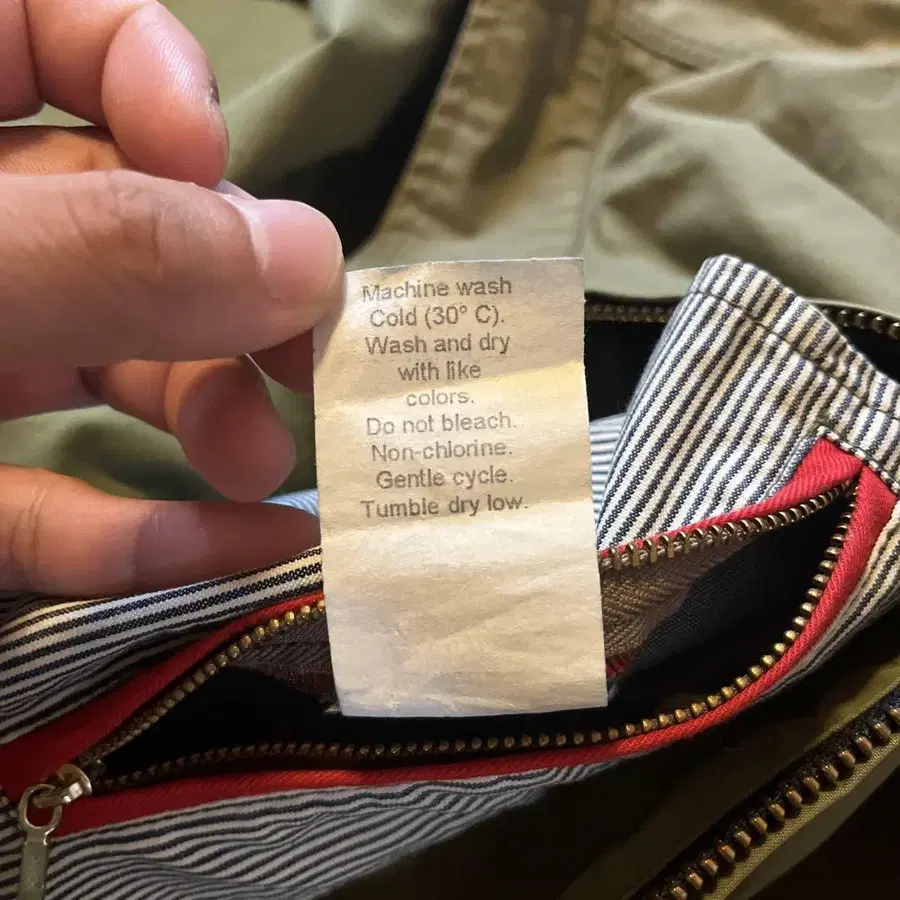 Machine wash
Cold (30° C).
Wash and dry
with like
colors.
Do not bleach.
Non-chlorine.
Gentle cycle.
Tumble dry low.